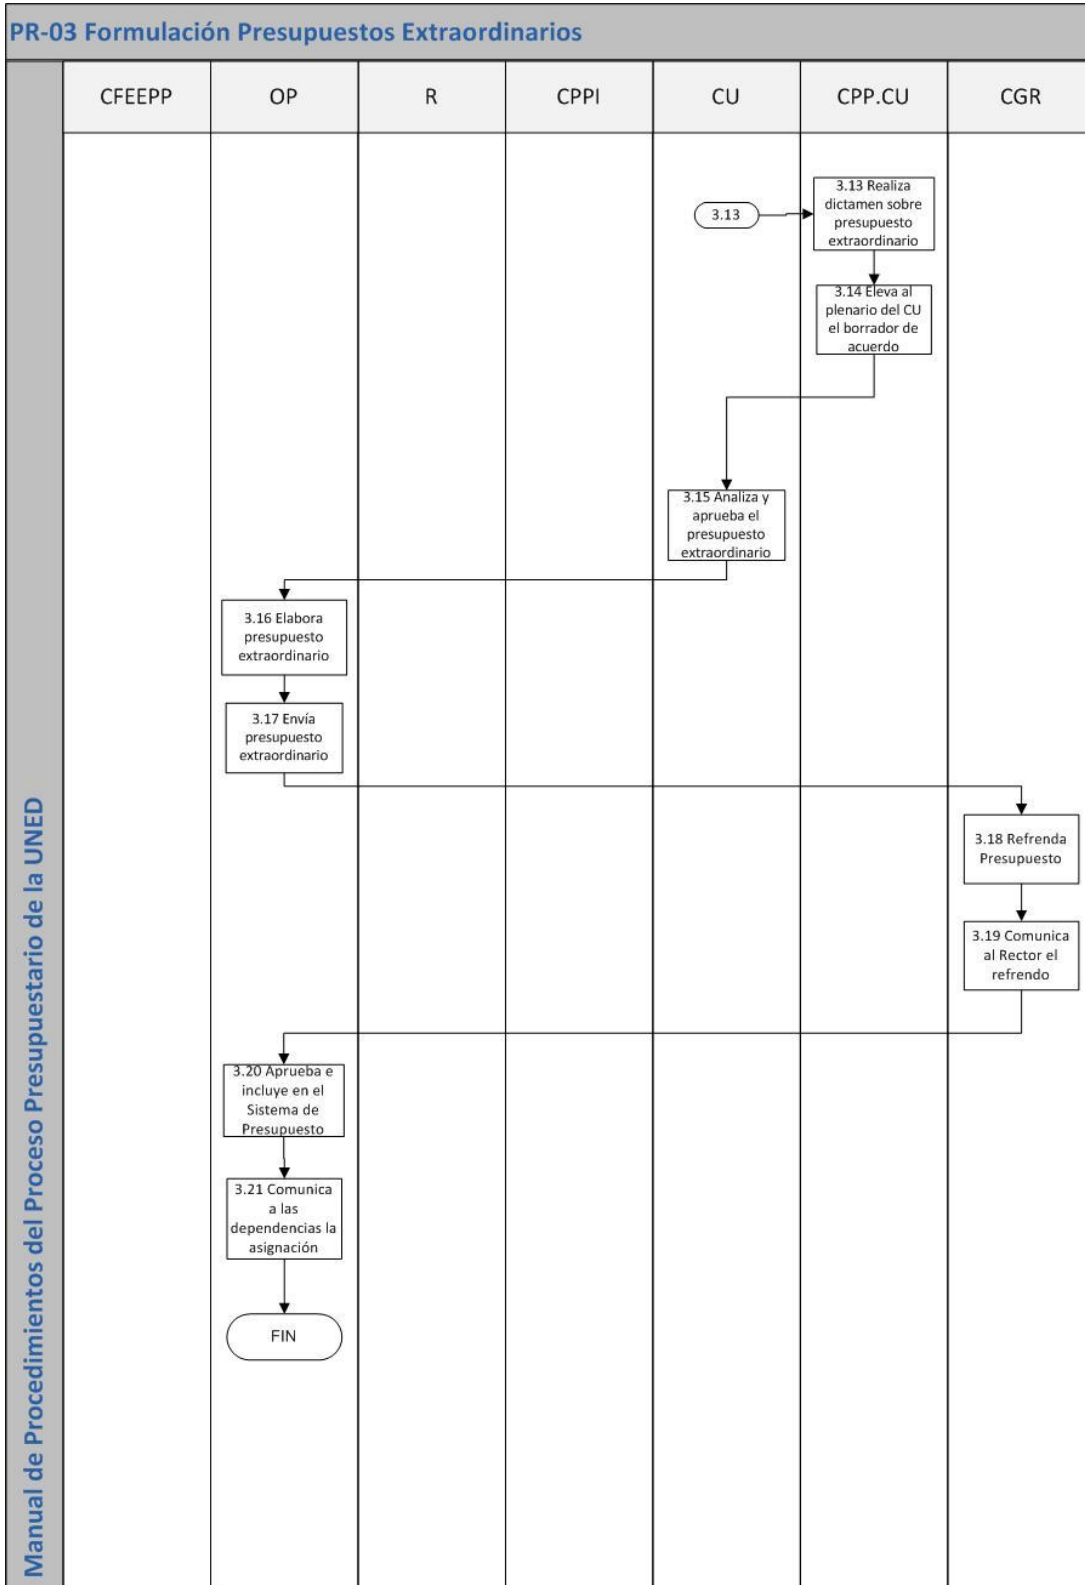 PR-03 Formulación Presupuestos Extraordinarios
CFEEPP
OP
R
CPPI
CU
CPP.CU
CGR
3.13
3.13 Realiza
dictamen sobre
presupuesto
extraordinario
3.14 Eleva al
plenario del CU
el borrador de
acuerdo
3.15 Analiza y
aprueba el
presupuesto
extraordinario
3.16 Elabora
presupuesto
extraordinario
3.17 Envía
presupuesto
extraordinario
3.18 Refrenda
Presupuesto
3.19 Comunica
al Rector el
refrendo
3.20 Aprueba e
incluye en el
Sistema de
Presupuesto
3.21 Comunica
a las
dependencias la
asignación
FIN
Manual de Procedimientos del Proceso Presupuestario de la UNED